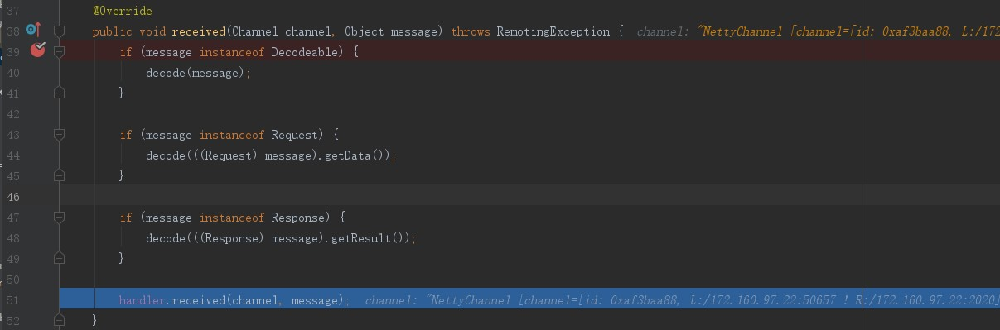 37 @Override
38 public void received(Channel channel, Object message) throws RemotingException { channel: "NettyChannel [channel=[id: 0xaf3baa88, L:/172
39 if (message instanceof Decodeable) {
40 decode(message);
41 }
42
43 if (message instanceof Request) {
44 decode(((Request) message).getData());
45 }
46
47 if (message instanceof Response) {
48 decode(((Response) message).getResult());
49 }
50
51 handler.received(channel, message); channel: "NettyChannel [channel=[id: 0xaf3baa88, L:/172.160.97.22:50657 ! R:/172.160.97.22:2020]
52 }